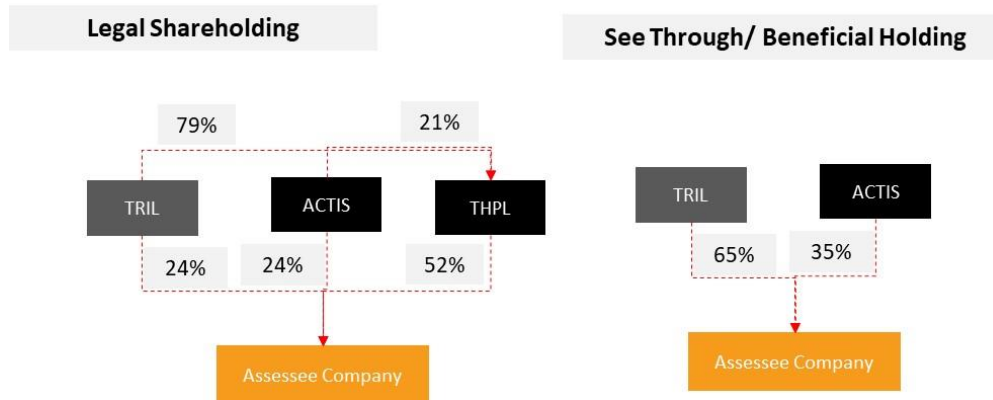 Legal Shareholding
See Through/ Beneficial Holding
79%
21%
TRIL
ACTIS
THPL
24%
24%
52%
Assessee Company
TRIL
ACTIS
65%
35%
Assessee Company